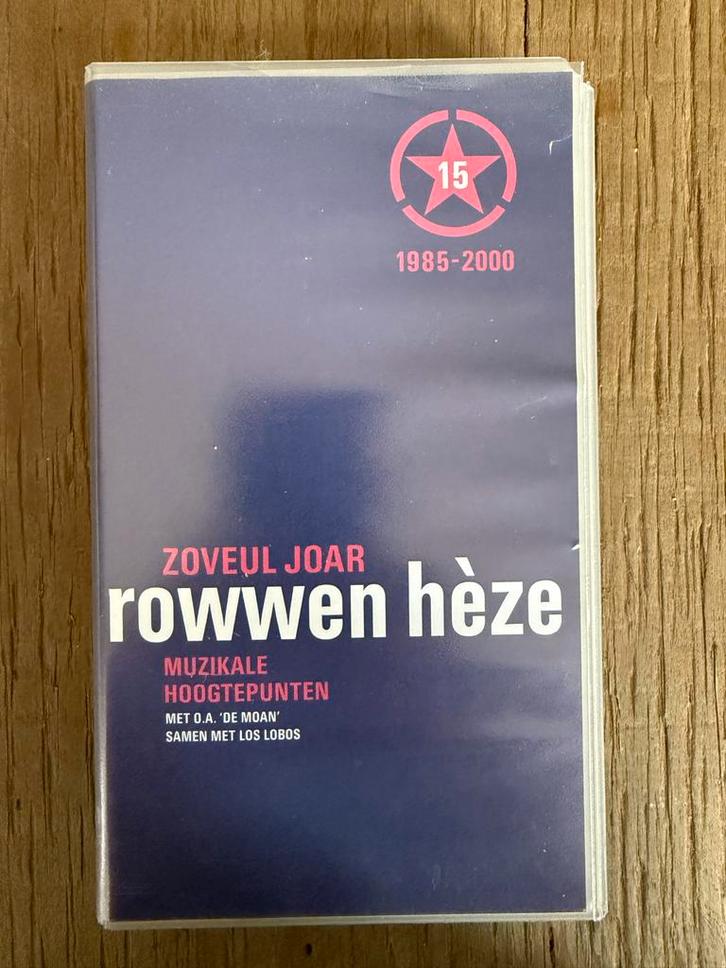 15
1985-2000
ZOVEUL JOAR
rowwen hèze
MUZIKALE
HOOGTEPUNTEN
MET O.A. 'DE MOAN'
SAMEN MET LOS LOBOS